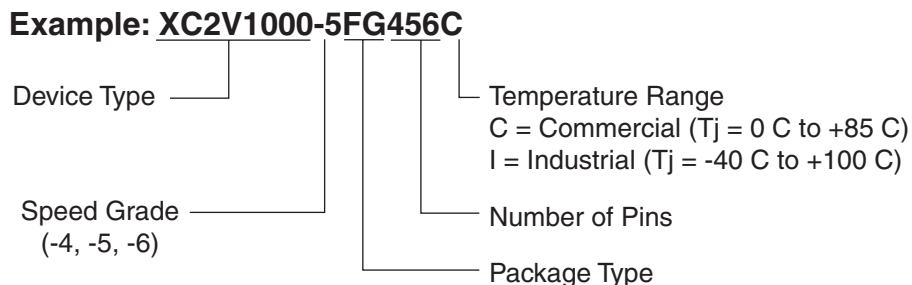 Example: XC2V1000-5FG456C
Device Type
Temperature Range
C = Commercial (Tj = 0 C to +85 C)
I = Industrial (Tj = -40 C to +100 C)
Speed Grade
(-4, -5, -6)
Number of Pins
Package Type